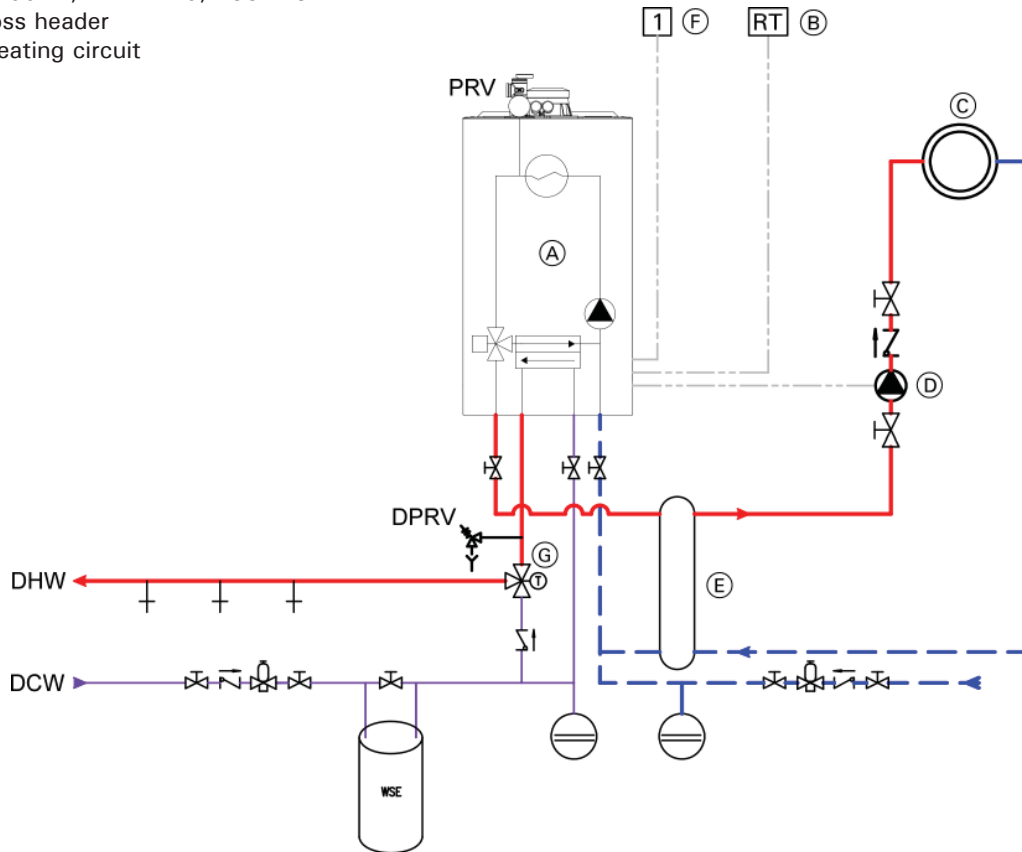 oss header
eating circuit
1 F RT B
PRV
C
A
D
DPRV
G
T
DHW
E
DCW
WSE